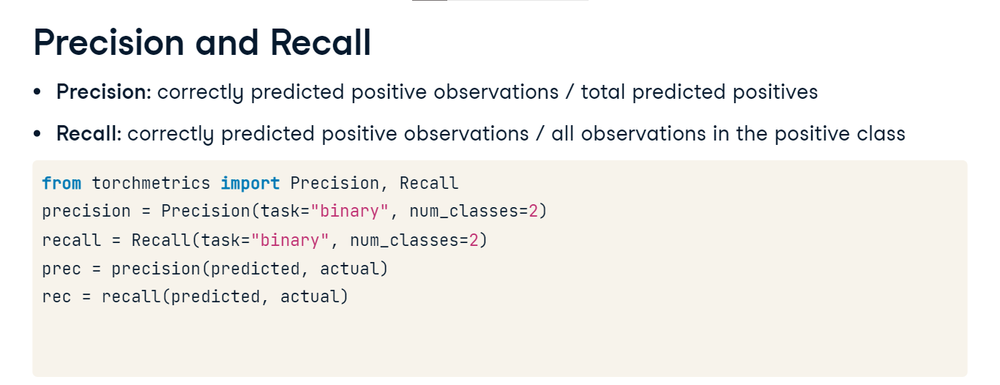 Precision and Recall
• Precision: correctly predicted positive observations / total predicted positives
• Recall: correctly predicted positive observations / all observations in the positive class
from torchmetrics import Precision, Recall
precision = Precision(task="binary", num_classes=2)
recall = Recall(task="binary", num_classes=2)
prec = precision(predicted, actual)
rec = recall(predicted, actual)